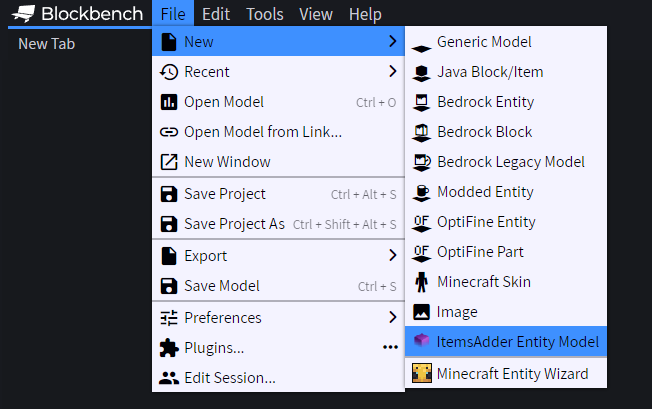 Blockbench File Edit Tools View Help
New Tab
New
Recent
Open Model Ctrl + O
Open Model from Link...
New Window
Save Project Ctrl + Alt + S
Save Project As Ctrl + Shift + Alt + S
Export
Save Model Ctrl + S
Preferences
Plugins...
Edit Session...
Generic Model
Java Block/Item
Bedrock Entity
Bedrock Block
Bedrock Legacy Model
Modded Entity
OF OptiFine Entity
OF OptiFine Part
Minecraft Skin
Image
ItemsAdder Entity Model
Minecraft Entity Wizard